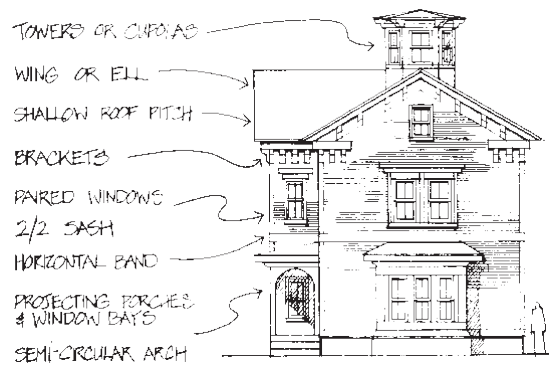 TOWERS OR CUPOLAS
WING OR ELL
SHALLOW ROOF PITCH
BRACKETS
PAIRED WINDOWS
2/2 SASH
HORIZONTAL BAND
PROJECTING PORCHES
& WINDOW BAYS
SEMI-CIRCULAR ARCH